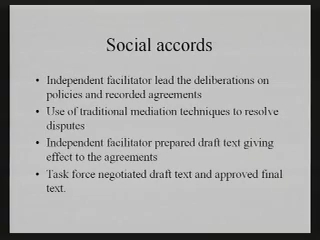 Social accords
• Independent facilitator lead the deliberations on
policies and recorded agreements
• Use of traditional mediation techniques to resolve
disputes
• Independent facilitator prepared draft text giving
effect to the agreements
• Task force negotiated draft text and approved final
text.